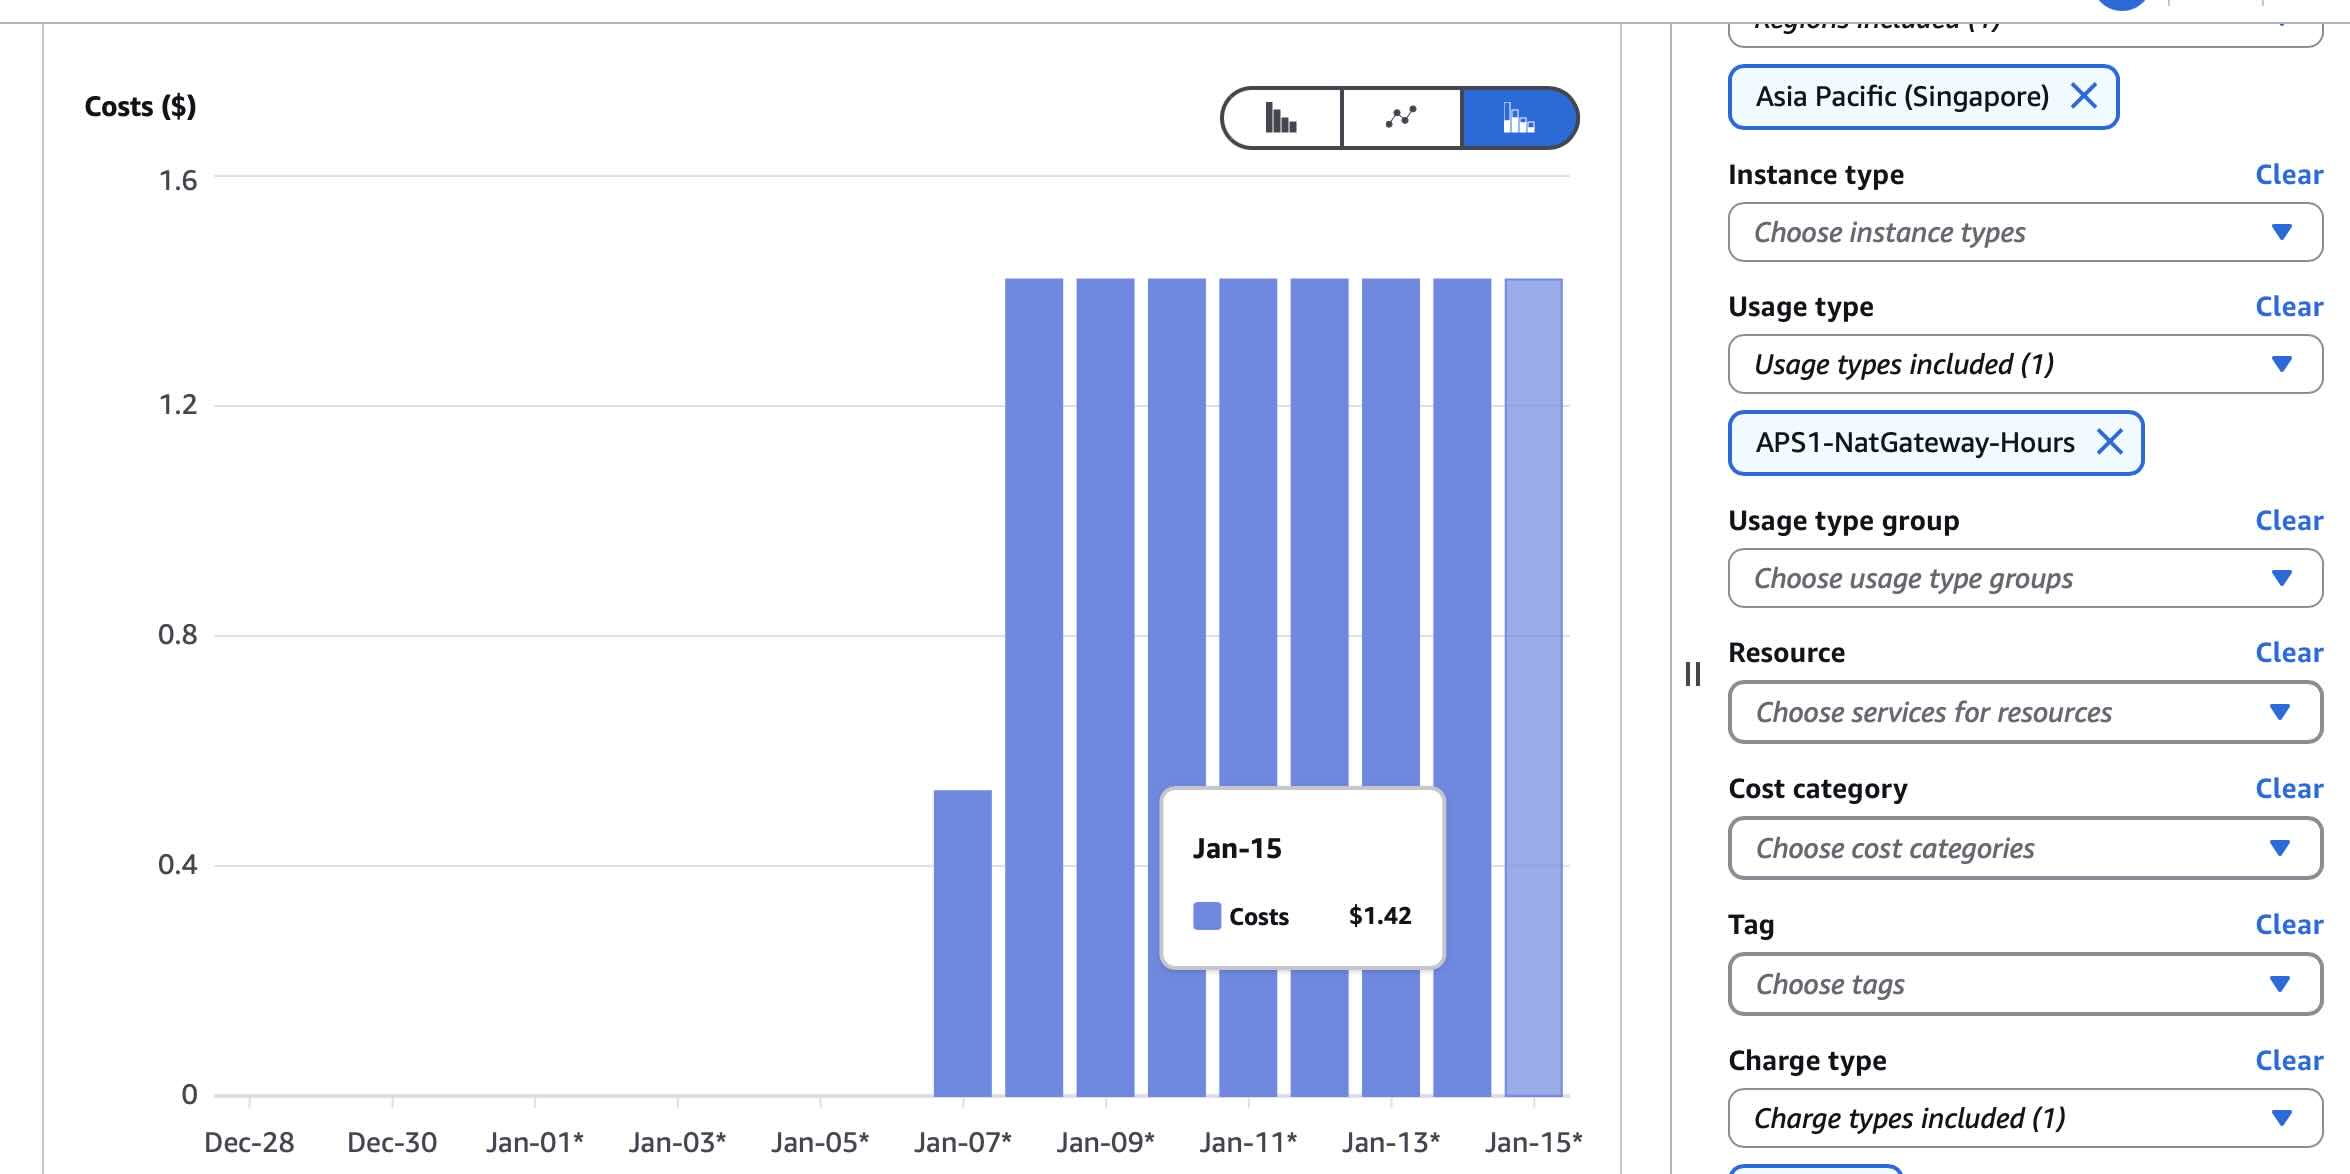 Regions included (1)
Costs ($)
Asia Pacific (Singapore)
Instance type Clear
Choose instance types
Usage type Clear
Usage types included (1)
APS1-NatGateway-Hours
Usage type group Clear
Choose usage type groups
Resource Clear
Choose services for resources
Cost category Clear
Choose cost categories
Tag Clear
Choose tags
Charge type Clear
Charge types included (1)
1.6
1.2
0.8
0.4
0
Jan-15
Costs $1.42
Dec-28 Dec-30 Jan-01* Jan-03* Jan-05* Jan-07* Jan-09* Jan-11* Jan-13* Jan-15*